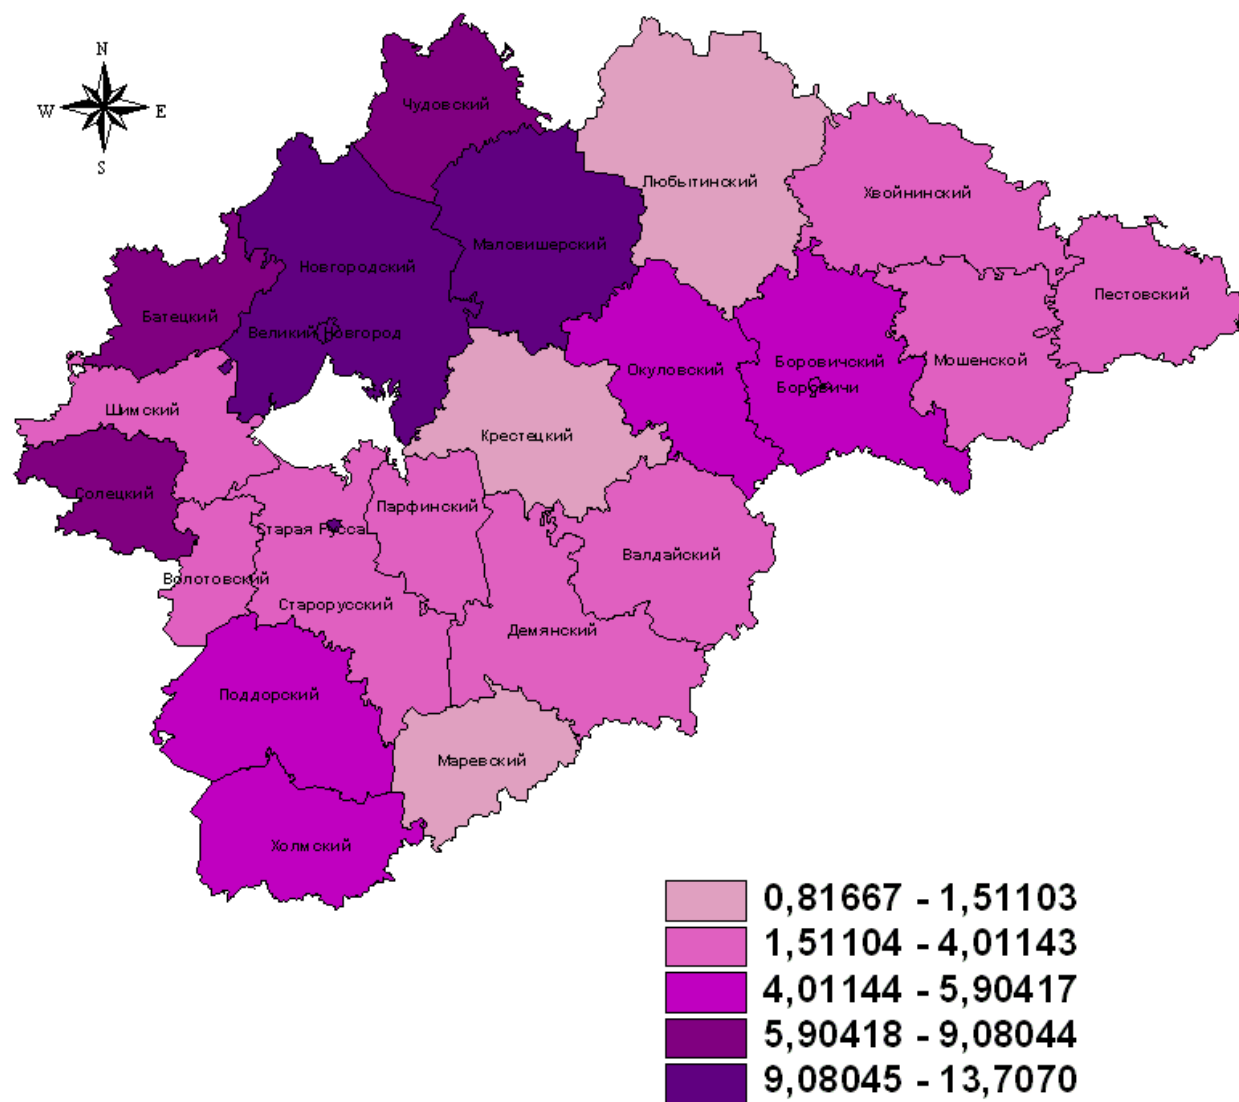 N
W E
S
Чудовский
Любытинский
Хвойнинский
Маловишерский
Новгородский
Пестовский
Батецкий
Великий Новгород
Окуловский
Боровичский
Мошенской
Боровичи
Шимский
Крестецкий
Солецкий
Парфинский
Старая Русса
Валдайский
Волотовский
Старорусский
Демянский
Поддорский
Маревский
Холмский
0,81667 - 1,51103
1,51104 - 4,01143
4,01144 - 5,90417
5,90418 - 9,08044
9,08045 - 13,7070